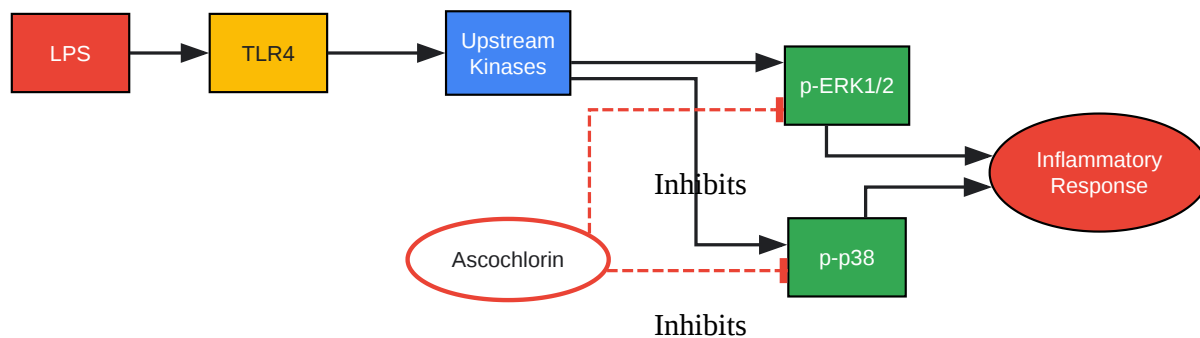 LPS
TLR4
Upstream
Kinases
p-ERK1/2
Inhibits
Inflammatory
Response
Ascochlorin
p-p38
Inhibits